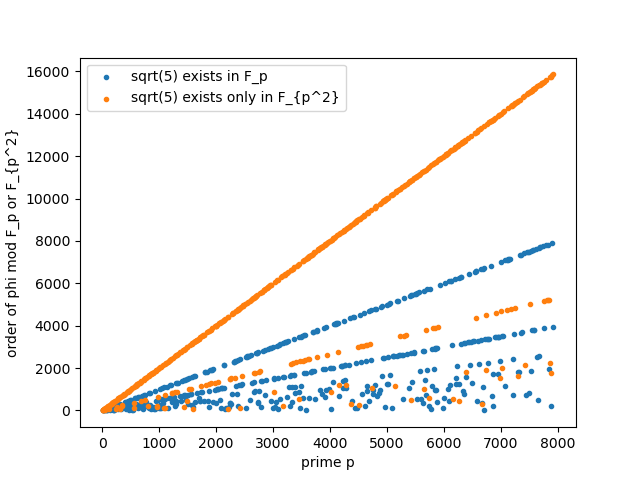 sqrt(5) exists in F_p
sqrt(5) exists only in F_{p^2}
order of phi mod F_p or F_{p^2}
16000
14000
12000
10000
8000
6000
4000
2000
0
0 1000 2000 3000 4000 5000 6000 7000 8000
prime p